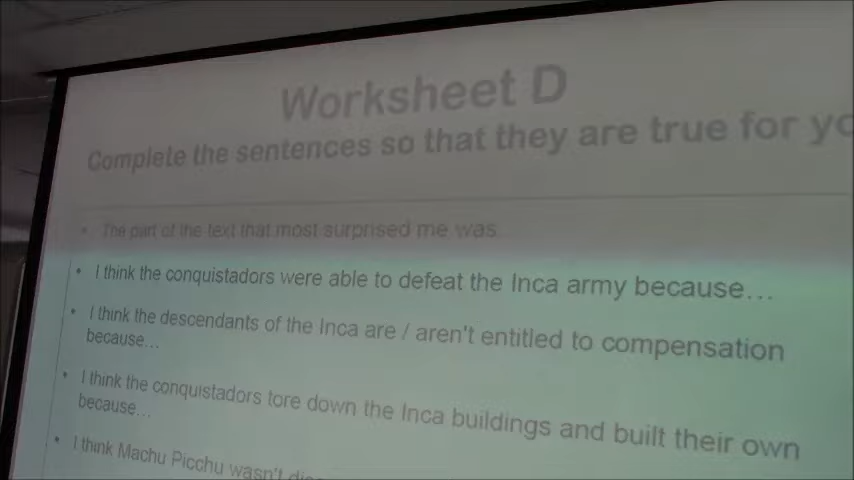 Worksheet D
Complete the sentences so that they are true for yo
• The part of the text that most surprised me was
• I think the conquistadors were able to defeat the Inca army because…
• I think the descendants of the Inca are / aren't entitled to compensation
because…
• I think the conquistadors tore down the Inca buildings and built their own
because…
• I think Machu Picchu wasn't